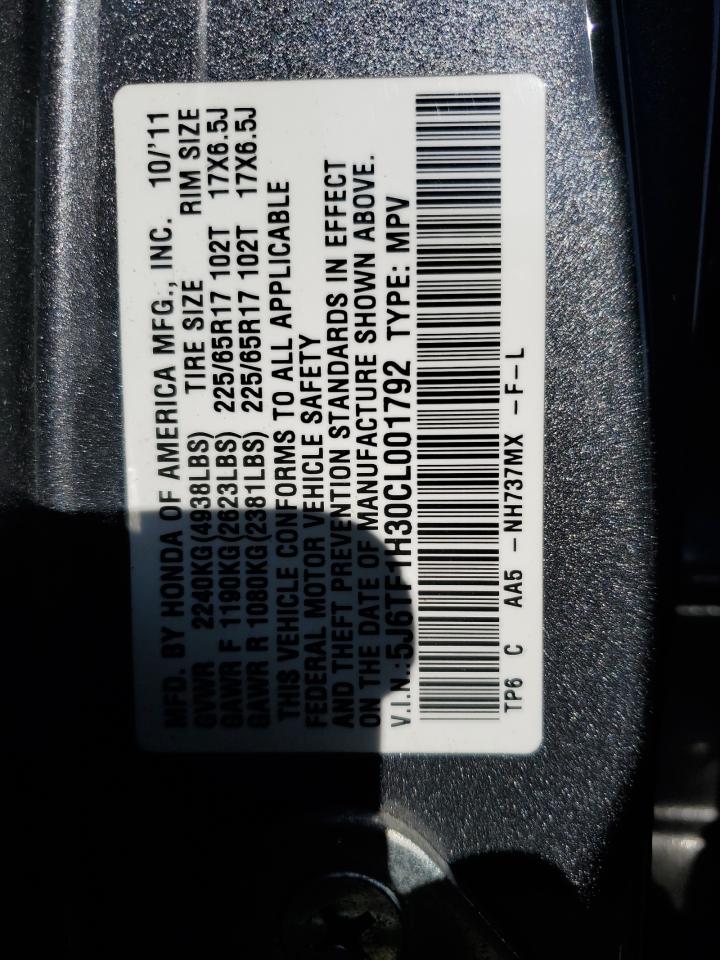 MFD. BY HONDA OF AMERICA MFG., INC. 10/'11
GVWR 2240KG(4938LBS) TIRE SIZE RIM SIZE
GAWR F 1190KG(2623LBS) 225/65R17 102T 17X6.5J
GAWR R 1080KG(2381LBS) 225/65R17 102T 17X6.5J
THIS VEHICLE CONFORMS TO ALL APPLICABLE
FEDERAL MOTOR VEHICLE SAFETY
AND THEFT PREVENTION STANDARDS IN EFFECT
ON THE DATE OF MANUFACTURE SHOWN ABOVE.
V.I.N.:5J6TF1H30CL001792 TYPE: MPV
TP6 C AA5 -NH737MX -F-L